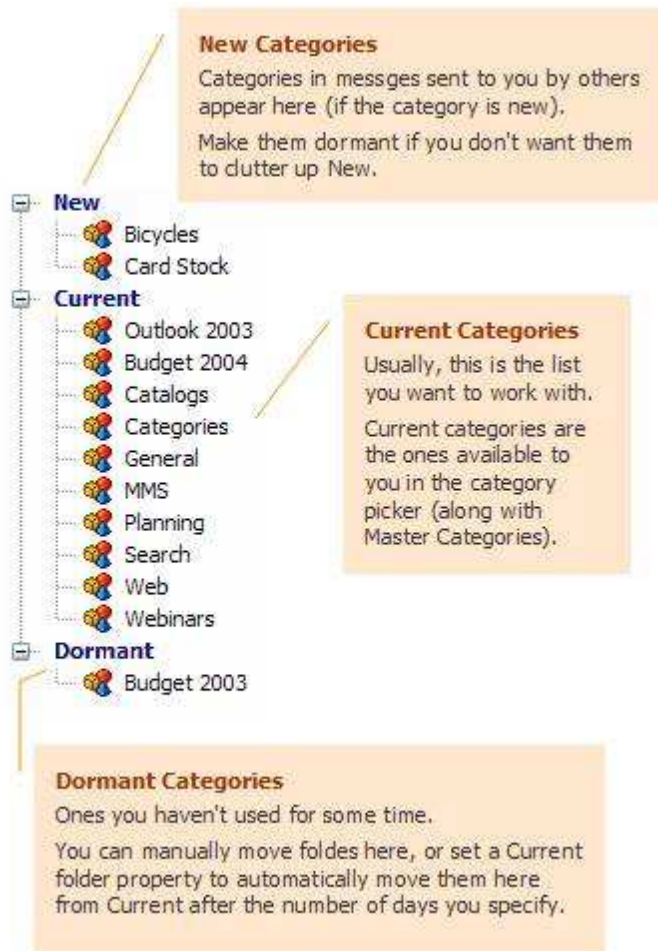 New Categories
Categories in messges sent to you by others
appear here (if the category is new).
Make them dormant if you don't want them
to clutter up New.
New
Bicycles
Card Stock
Current
Outlook 2003
Budget 2004
Catalogs
Categories
General
MMS
Planning
Search
Web
Webinars
Current Categories
Usually, this is the list
you want to work with.
Current categories are
the ones available to
you in the category
picker (along with
Master Categories).
Dormant
Budget 2003
Dormant Categories
Ones you haven't used for some time.
You can manually move foldes here, or set a Current
folder property to automatically move them here
from Current after the number of days you specify.